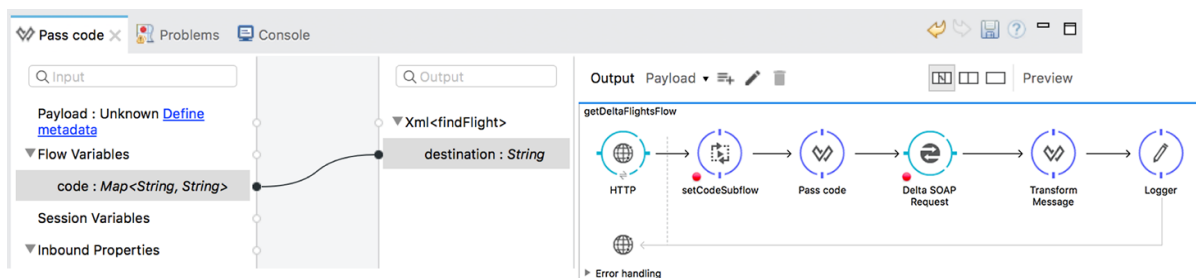 Pass code
Problems
Console
Input
Output
Output Payload
Preview
Payload : Unknown Define
metadata
Flow Variables
code : Map<String, String>
Session Variables
Inbound Properties
Xml<findFlight>
destination : String
getDeltaFlightsFlow
HTTP
setCodeSubflow
Pass code
Delta SOAP
Request
Transform
Message
Logger
Error handling